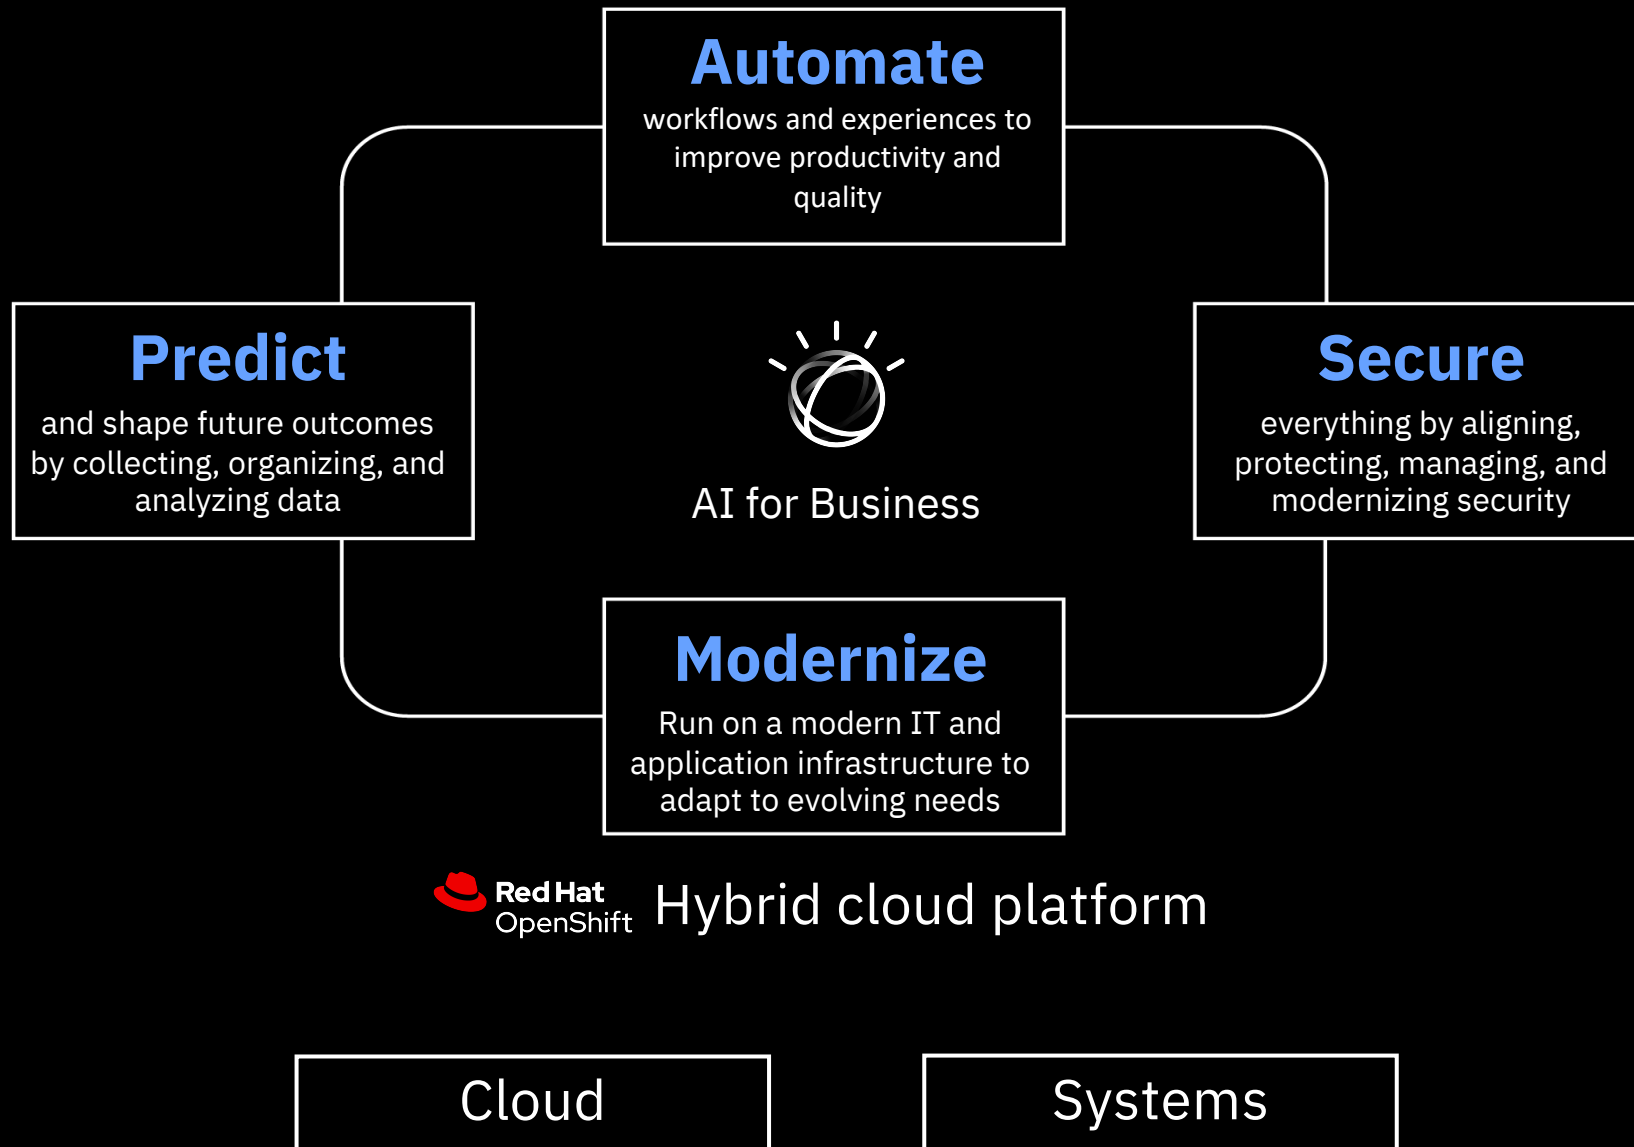 Automate
workflows and experiences to
improve productivity and
quality
Predict
and shape future outcomes
by collecting, organizing, and
analyzing data
AI for Business
Secure
everything by aligning,
protecting, managing, and
modernizing security
Modernize
Run on a modern IT and
application infrastructure to
adapt to evolving needs
Red Hat
OpenShift
Hybrid cloud platform
Cloud
Systems